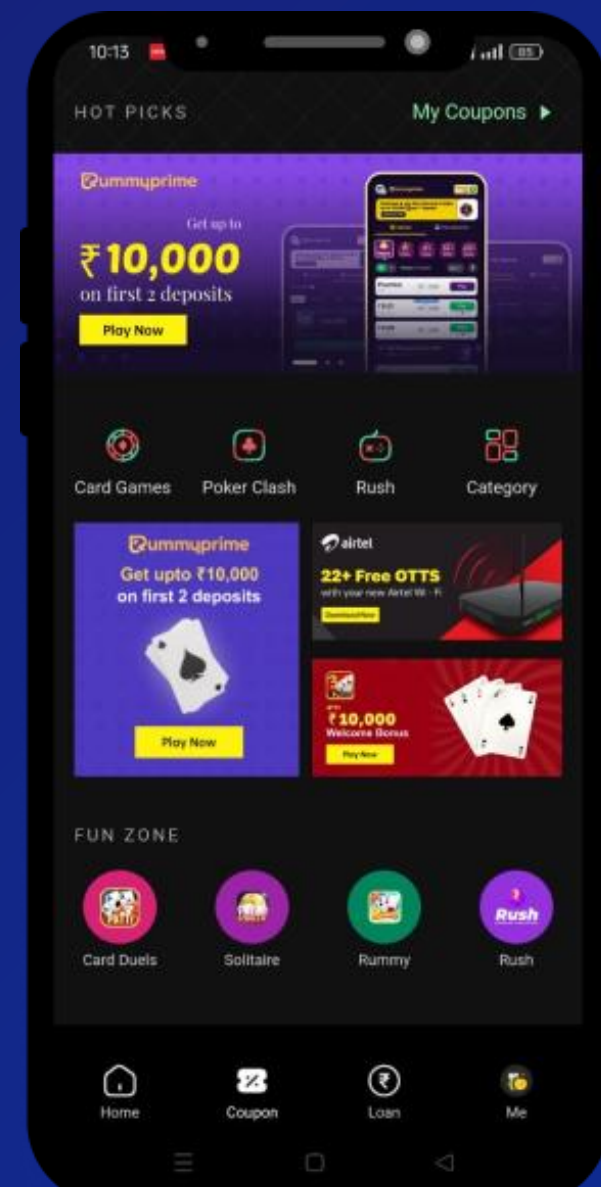 10:13
85
HOT PICKS
My Coupons
Rummyprime
Get up to
₹10,000
on first 2 deposits
Play Now
Card Games
Poker Clash
Rush
Category
Rummyprime
Get upto ₹10,000
on first 2 deposits
Play Now
airtel
22+ Free OTTS
with your new Airtel Wi - Fi
Download Now
₹10,000
Welcome Bonus
Play Now
FUN ZONE
Rush
Card Duels
Solitaire
Rummy
Rush
Home
Coupon
Loan
Me